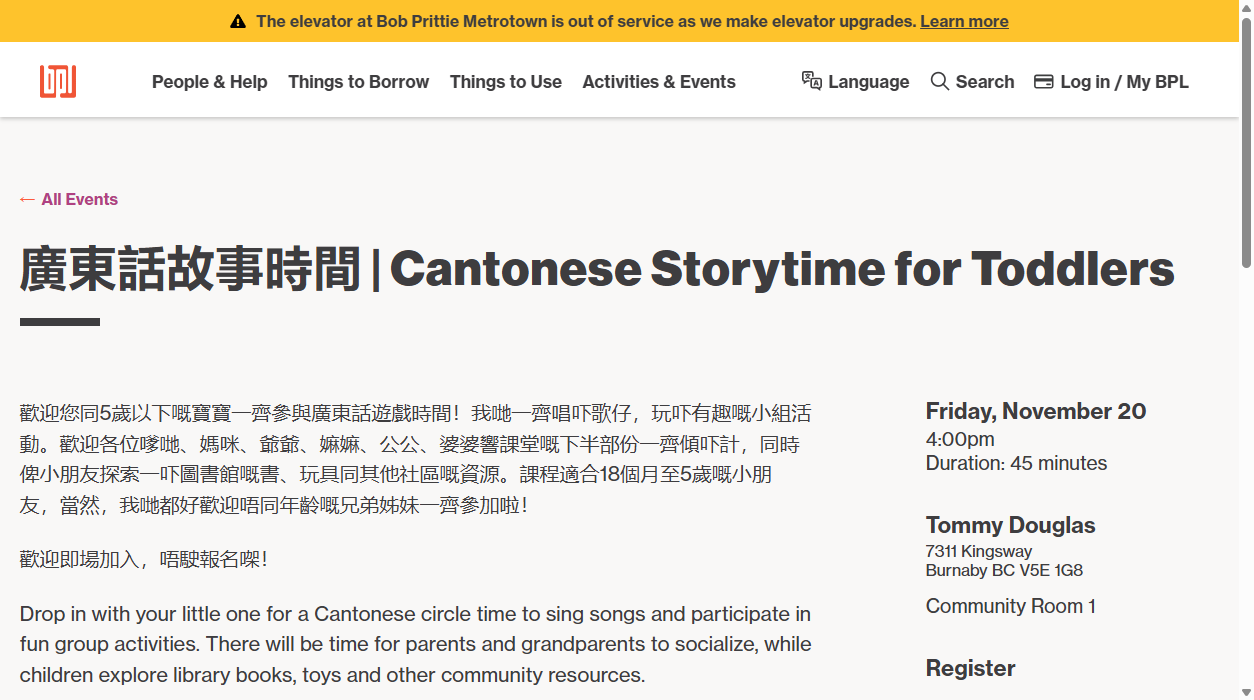 The elevator at Bob Prittie Metrotown is out of service as we make elevator upgrades. Learn more
People & Help
Things to Borrow
Things to Use
Activities & Events
Language
Search
Log in / My BPL
← All Events
廣東話故事時間 | Cantonese Storytime for Toddlers
歡迎您同5歲以下嘅寶寶一齊參與廣東話遊戲時間！我哋一齊唱吓歌仔，玩吓有趣嘅小組活
動。歡迎各位嗲哋、媽咪、爺爺、嫲嫲、公公、婆婆響課堂嘅下半部份一齊傾吓計，同時
俾小朋友探索一吓圖書館嘅書、玩具同其他社區嘅資源。課程適合18個月至5歲嘅小朋
友，當然，我哋都好歡迎唔同年齡嘅兄弟姊妹一齊參加啦！
歡迎即場加入，唔駛報名㗎！
Drop in with your little one for a Cantonese circle time to sing songs and participate in
fun group activities. There will be time for parents and grandparents to socialize, while
children explore library books, toys and other community resources.
Friday, November 20
4:00pm
Duration: 45 minutes
Tommy Douglas
7311 Kingsway
Burnaby BC V5E 1G8
Community Room 1
Register